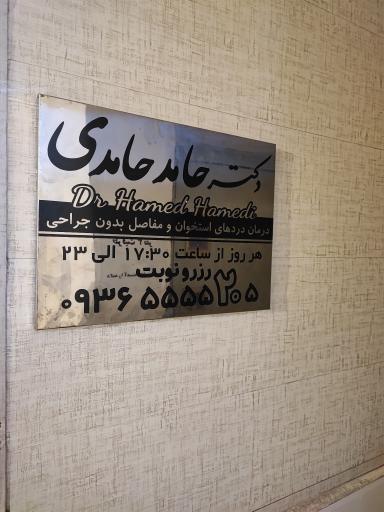 دکتر حامد حامدی
Dr Hamed Hamedi
درمان دردهای استخوان و مفاصل بدون جراحی
هر روز از ساعت ۱۷:۳۰ الی ۲۳
رزرو نوبت
۰۹۳۶ ۵۵۵۵ ۲۰۵